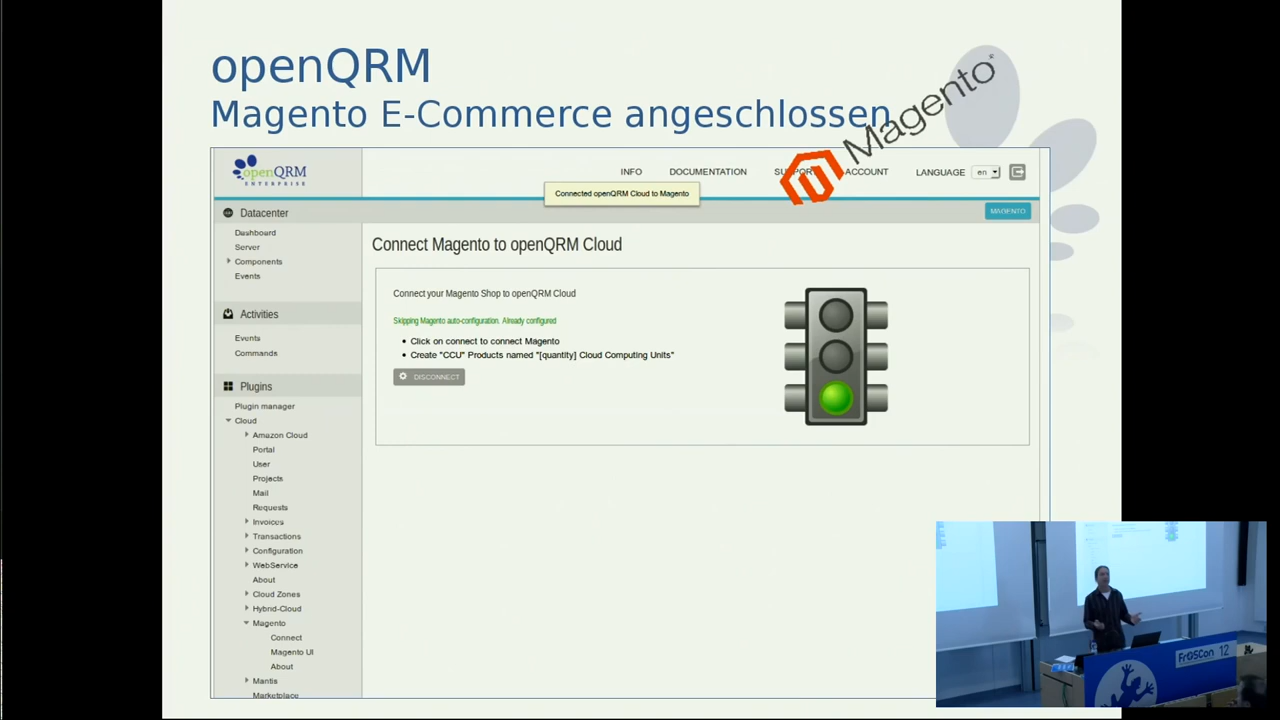 openQRM
Magento E-Commerce angeschlossen
Magento
openQRM
ENTERPRISE
INFO DOCUMENTATION SUPPORT ACCOUNT LANGUAGE en
Connected openQRM Cloud to Magento
MAGENTO
Datacenter
Dashboard
Server
Components
Events
Activities
Events
Commands
Plugins
Plugin manager
Cloud
Amazon Cloud
Portal
User
Projects
Mail
Requests
Invoices
Transactions
Configuration
WebService
About
Cloud Zones
Hybrid-Cloud
Magento
Connect
Magento UI
About
Mantis
Marketplace
Connect Magento to openQRM Cloud
Connect your Magento Shop to openQRM Cloud
Skipping Magento auto-configuration. Already configured
• Click on connect to connect Magento
• Create "CCU" Products named "[quantity] Cloud Computing Units"
DISCONNECT
FrOSCon 12